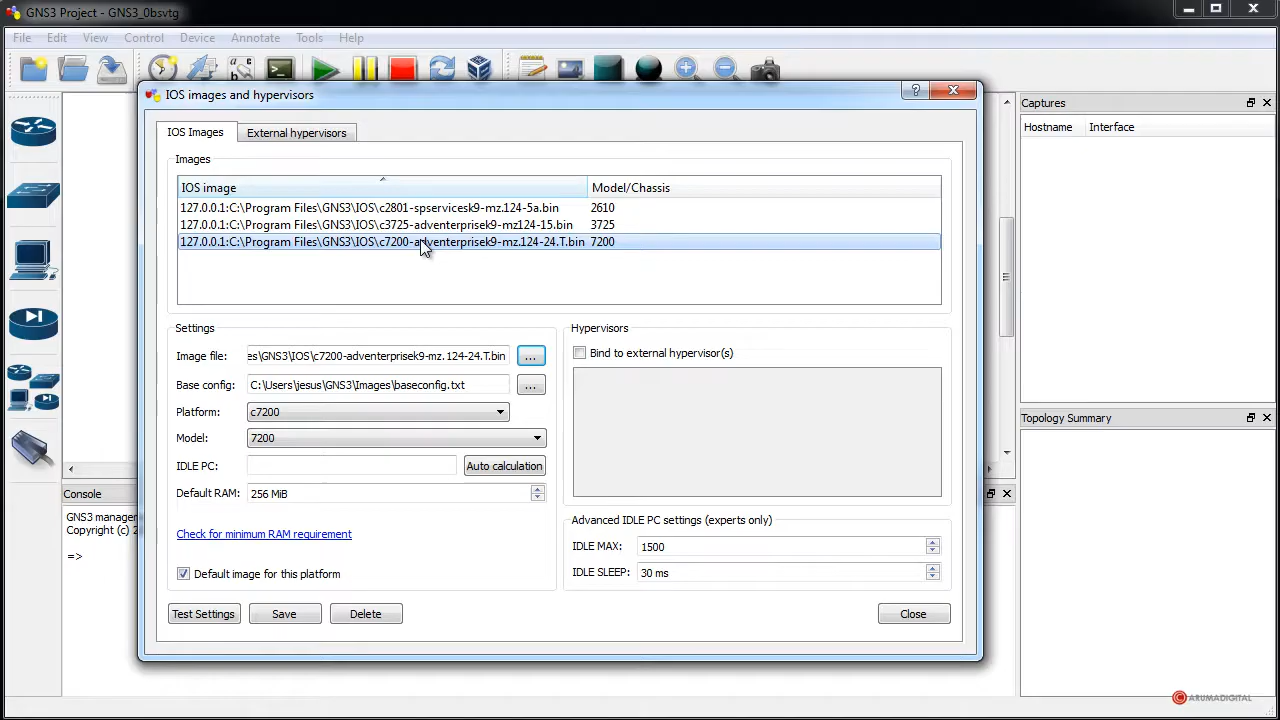 GNS3 Project - GNS3_0bsvtg
File Edit View Control Device Annotate Tools Help
IOS images and hypervisors
IOS Images External hypervisors
Images
IOS image Model/Chassis
127.0.0.1:C:\Program Files\GNS3\IOS\c2801-spservicesk9-mz.124-5a.bin 2610
127.0.0.1:C:\Program Files\GNS3\IOS\c3725-adventerprisek9-mz124-15.bin 3725
127.0.0.1:C:\Program Files\GNS3\IOS\c7200-adventerprisek9-mz.124-24.T.bin 7200
Settings
Image file: es\GNS3\IOS\c7200-adventerprisek9-mz.124-24.T.bin ...
Base config: C:\Users\jesus\GNS3\Images\baseconfig.txt ...
Platform: c7200
Model: 7200
IDLE PC: Auto calculation
Default RAM: 256 MiB
Check for minimum RAM requirement
Default image for this platform
Test Settings Save Delete
Hypervisors
Bind to external hypervisor(s)
Advanced IDLE PC settings (experts only)
IDLE MAX: 1500
IDLE SLEEP: 30 ms
Close
Captures
Hostname Interface
Topology Summary
Console
GNS3 manage
Copyright (c) 2
=>
ARUMADIGITAL